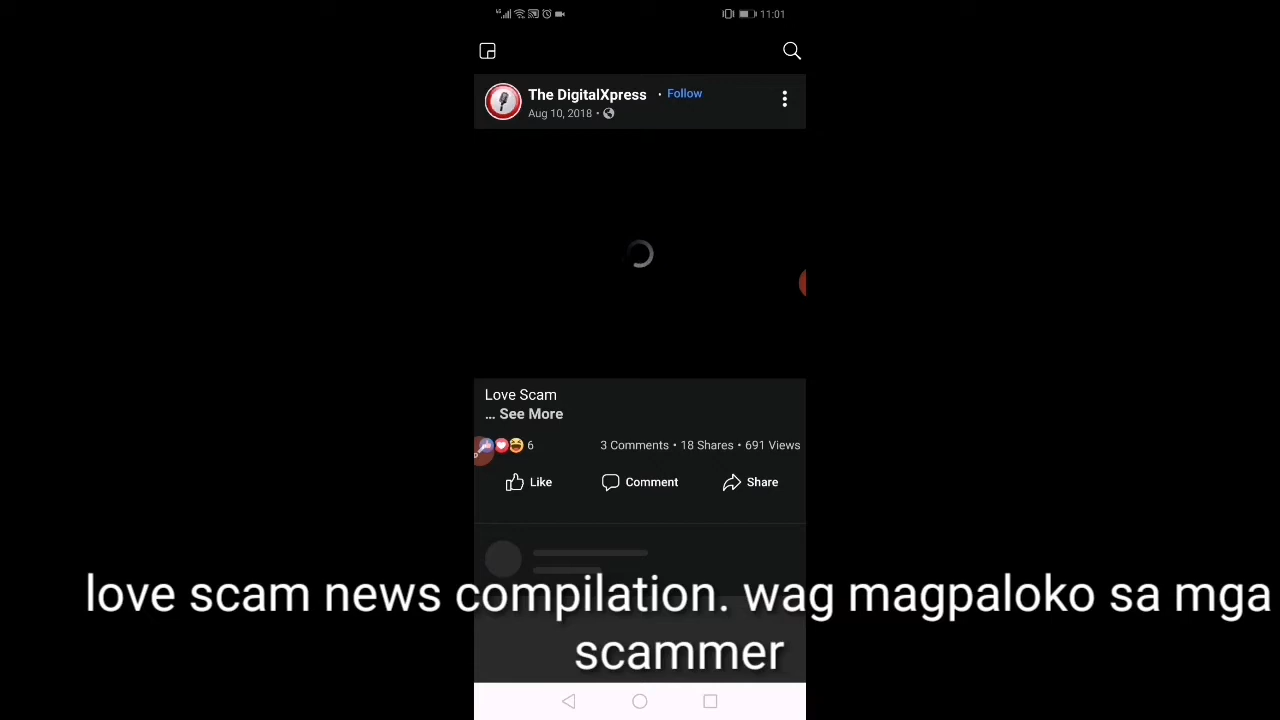 11:01
The DigitalXpress · Follow
Aug 10, 2018 ·
Love Scam
... See More
6 3 Comments · 18 Shares · 691 Views
Like Comment Share
love scam news compilation. wag magpaloko sa mga
scammer